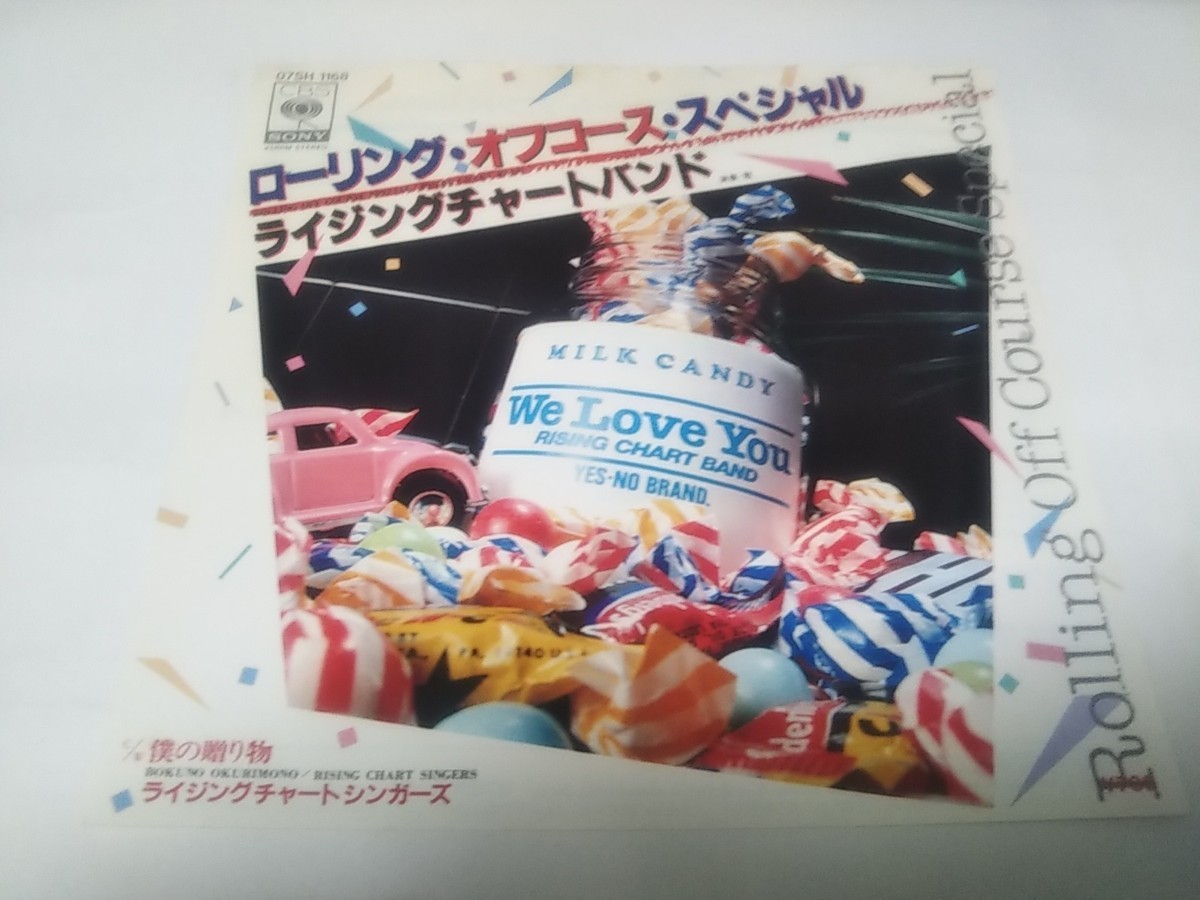 07SH 1168
CBS
SONY
ローリング・オフコース・スペシャル
ライジングチャートバンド
Rolling Off Course Special
MILK CANDY
We Love You
RISING CHART BAND
YES-NO BRAND.
c/w 僕の贈り物
BOKUNO OKURIMONO / RISING CHART SINGERS
ライジングチャートシンガーズ